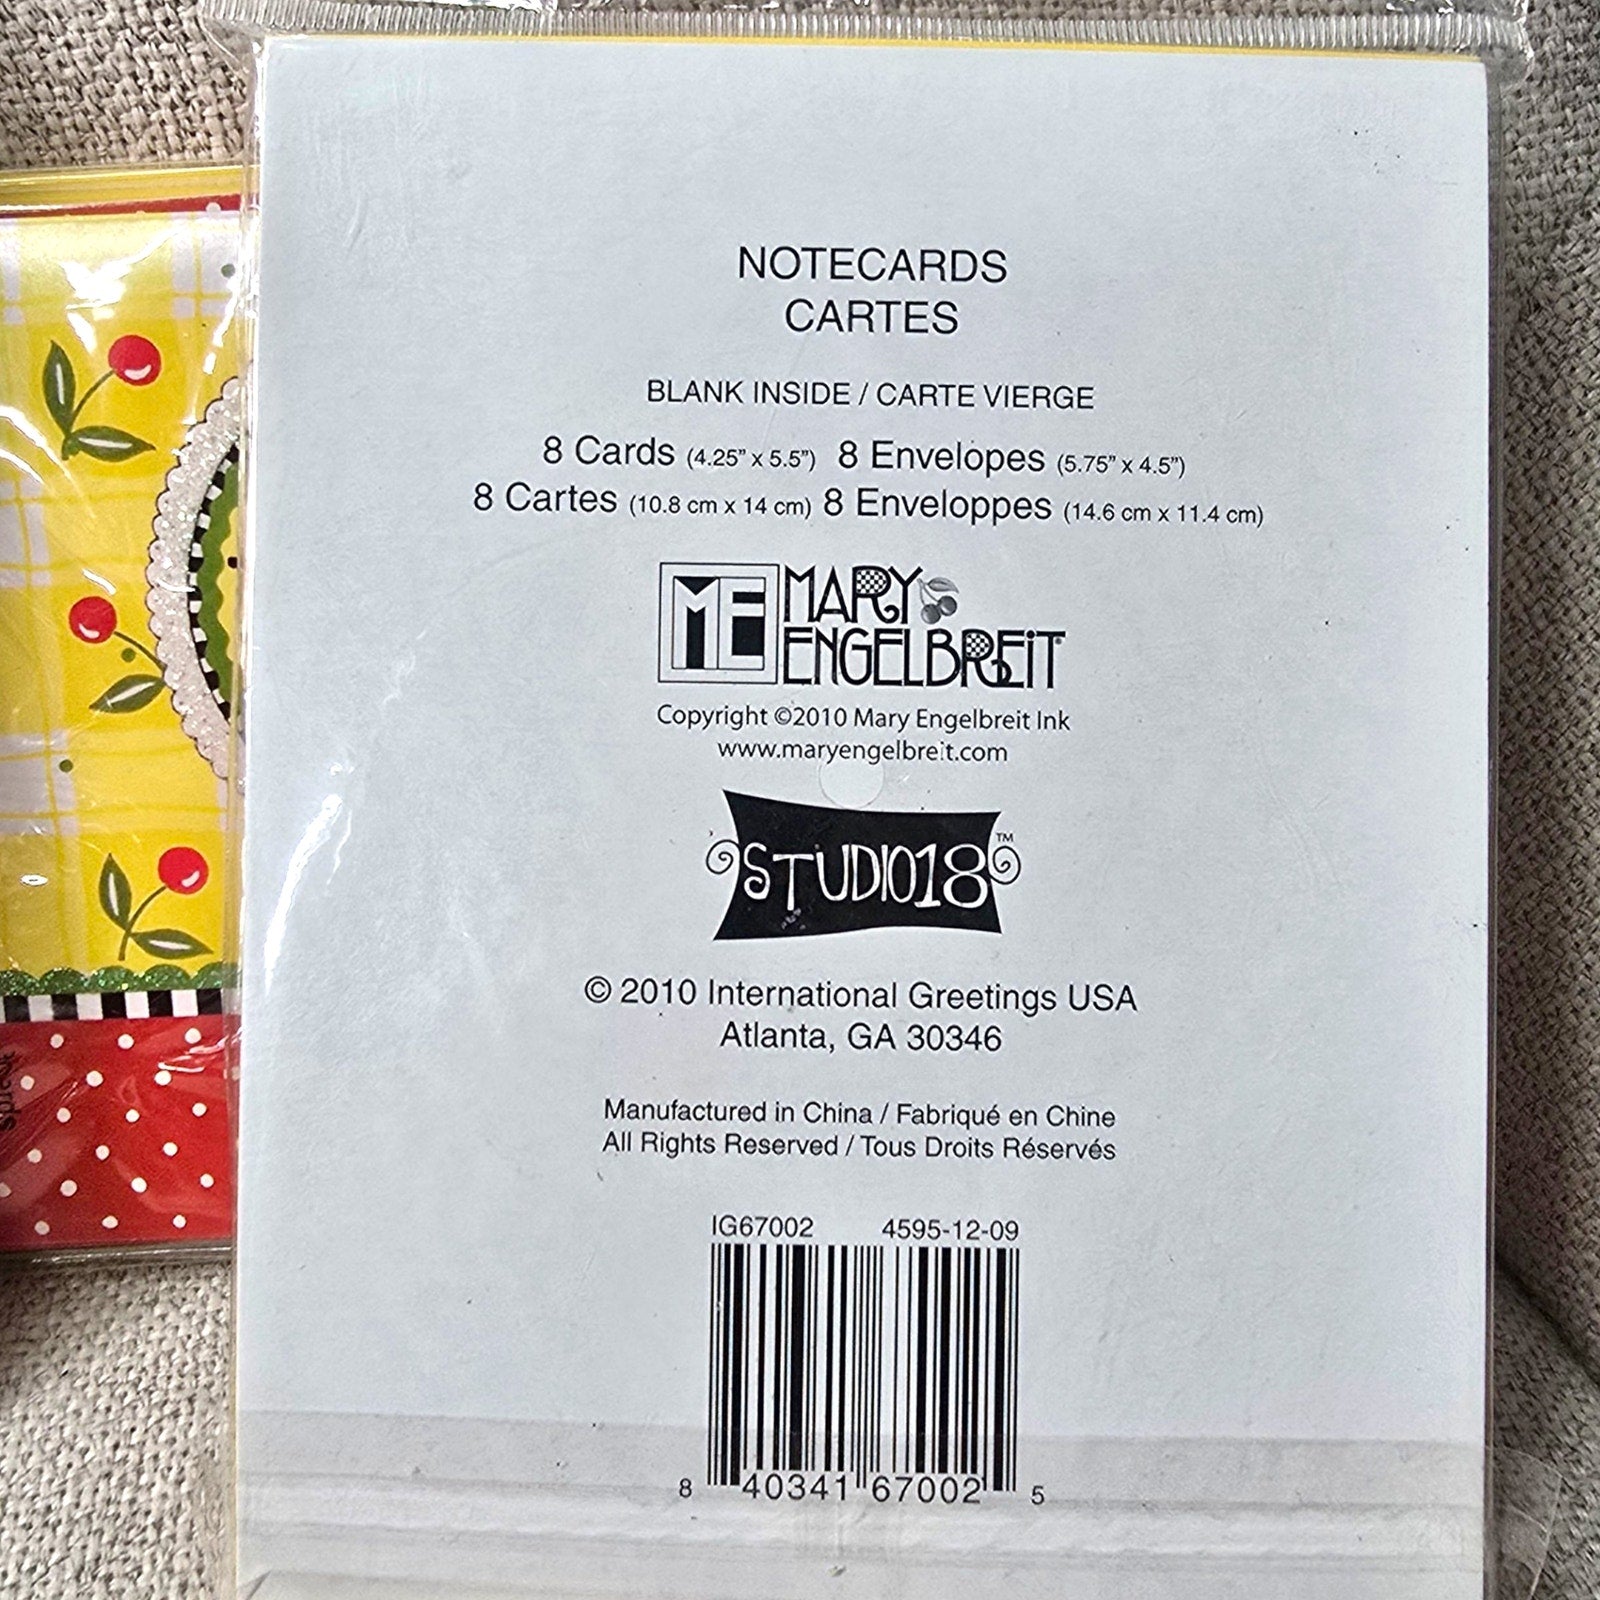 NOTECARDS
CARTES
BLANK INSIDE / CARTE VIERGE
8 Cards (4.25” x 5.5”) 8 Envelopes (5.75” x 4.5”)
8 Cartes (10.8 cm x 14 cm) 8 Enveloppes (14.6 cm x 11.4 cm)
ME MARY
ENGELBREIT
Copyright ©2010 Mary Engelbreit Ink
www.maryengelbreit.com
STUDIO18™
© 2010 International Greetings USA
Atlanta, GA 30346
Manufactured in China / Fabriqué en Chine
All Rights Reserved / Tous Droits Réservés
IG67002 4595-12-09
8 40341 67002 5